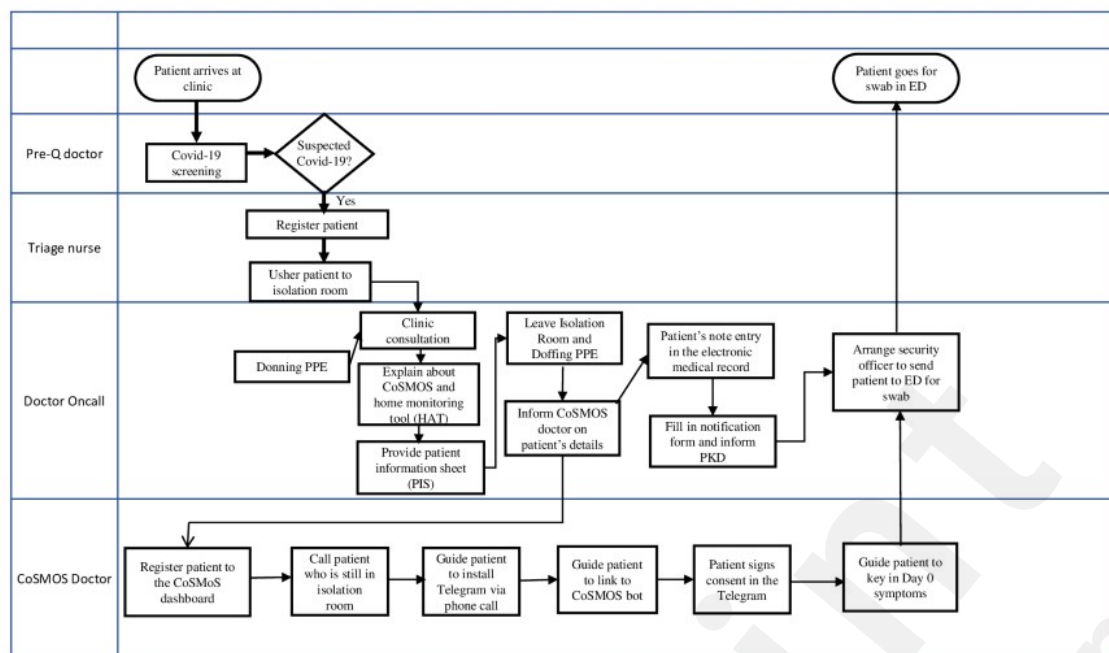 Patient arrives at
clinic
Patient goes for
swab in ED
Pre-Q doctor
Covid-19
screening
Suspected
Covid-19?
Yes
Triage nurse
Register patient
Usher patient to
isolation room
Doctor Oncall
Donning PPE
Clinic
consultation
Explain about
CoSMOS and
home monitoring
tool (HAT)
Provide patient
information sheet
(PIS)
Leave Isolation
Room and
Doffing PPE
Inform CoSMOS
doctor on
patient's details
Patient's note entry
in the electronic
medical record
Fill in notification
form and inform
PKD
Arrange security
officer to send
patient to ED for
swab
CoSMOS Doctor
Register patient to
the CoSMoS
dashboard
Call patient
who is still in
isolation
room
Guide patient
to install
Telegram via
phone call
Guide patient
to link to
CoSMOS bot
Patient signs
consent in the
Telegram
Guide patient to
key in Day 0
symptoms